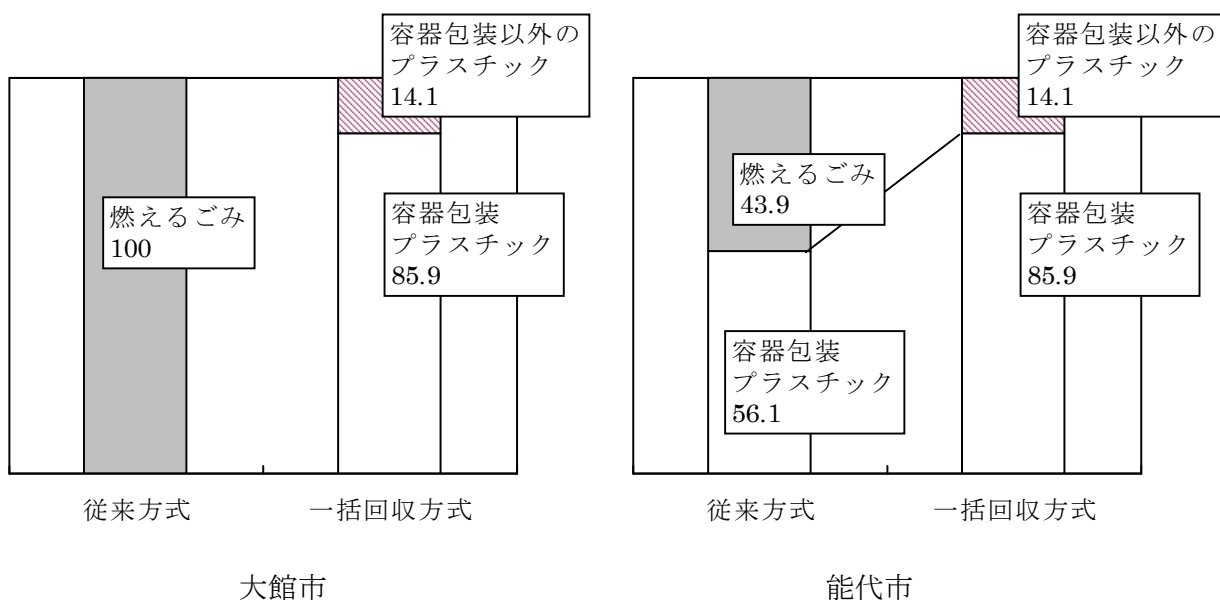 容器包装以外の
プラスチック
14.1
燃えるごみ
100
容器包装
プラスチック
85.9
従来方式
一括回収方式
大館市
容器包装以外の
プラスチック
14.1
燃えるごみ
43.9
容器包装
プラスチック
85.9
容器包装
プラスチック
56.1
従来方式
一括回収方式
能代市